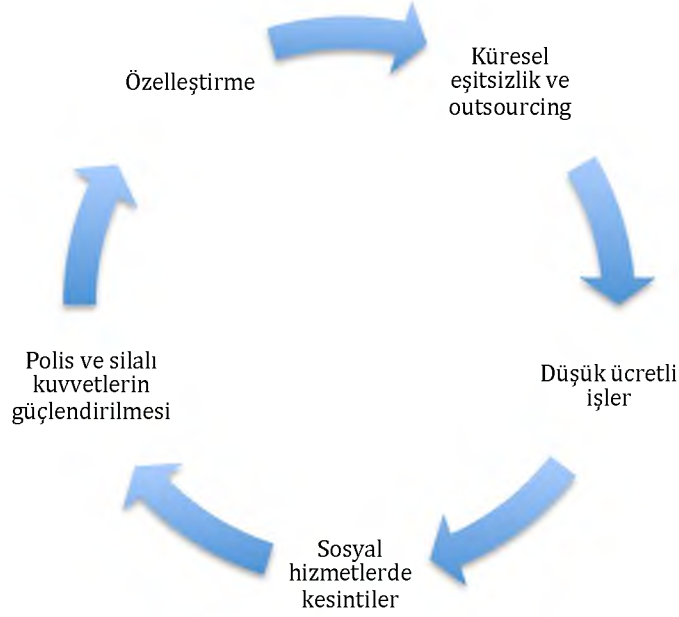 Özelleştirme
Küresel
eşitsizlik ve
outsourcing
Düşük ücretli
işler
Sosyal
hizmetlerde
kesintiler
Polis ve silalı
kuvvetlerin
güçlendirilmesi